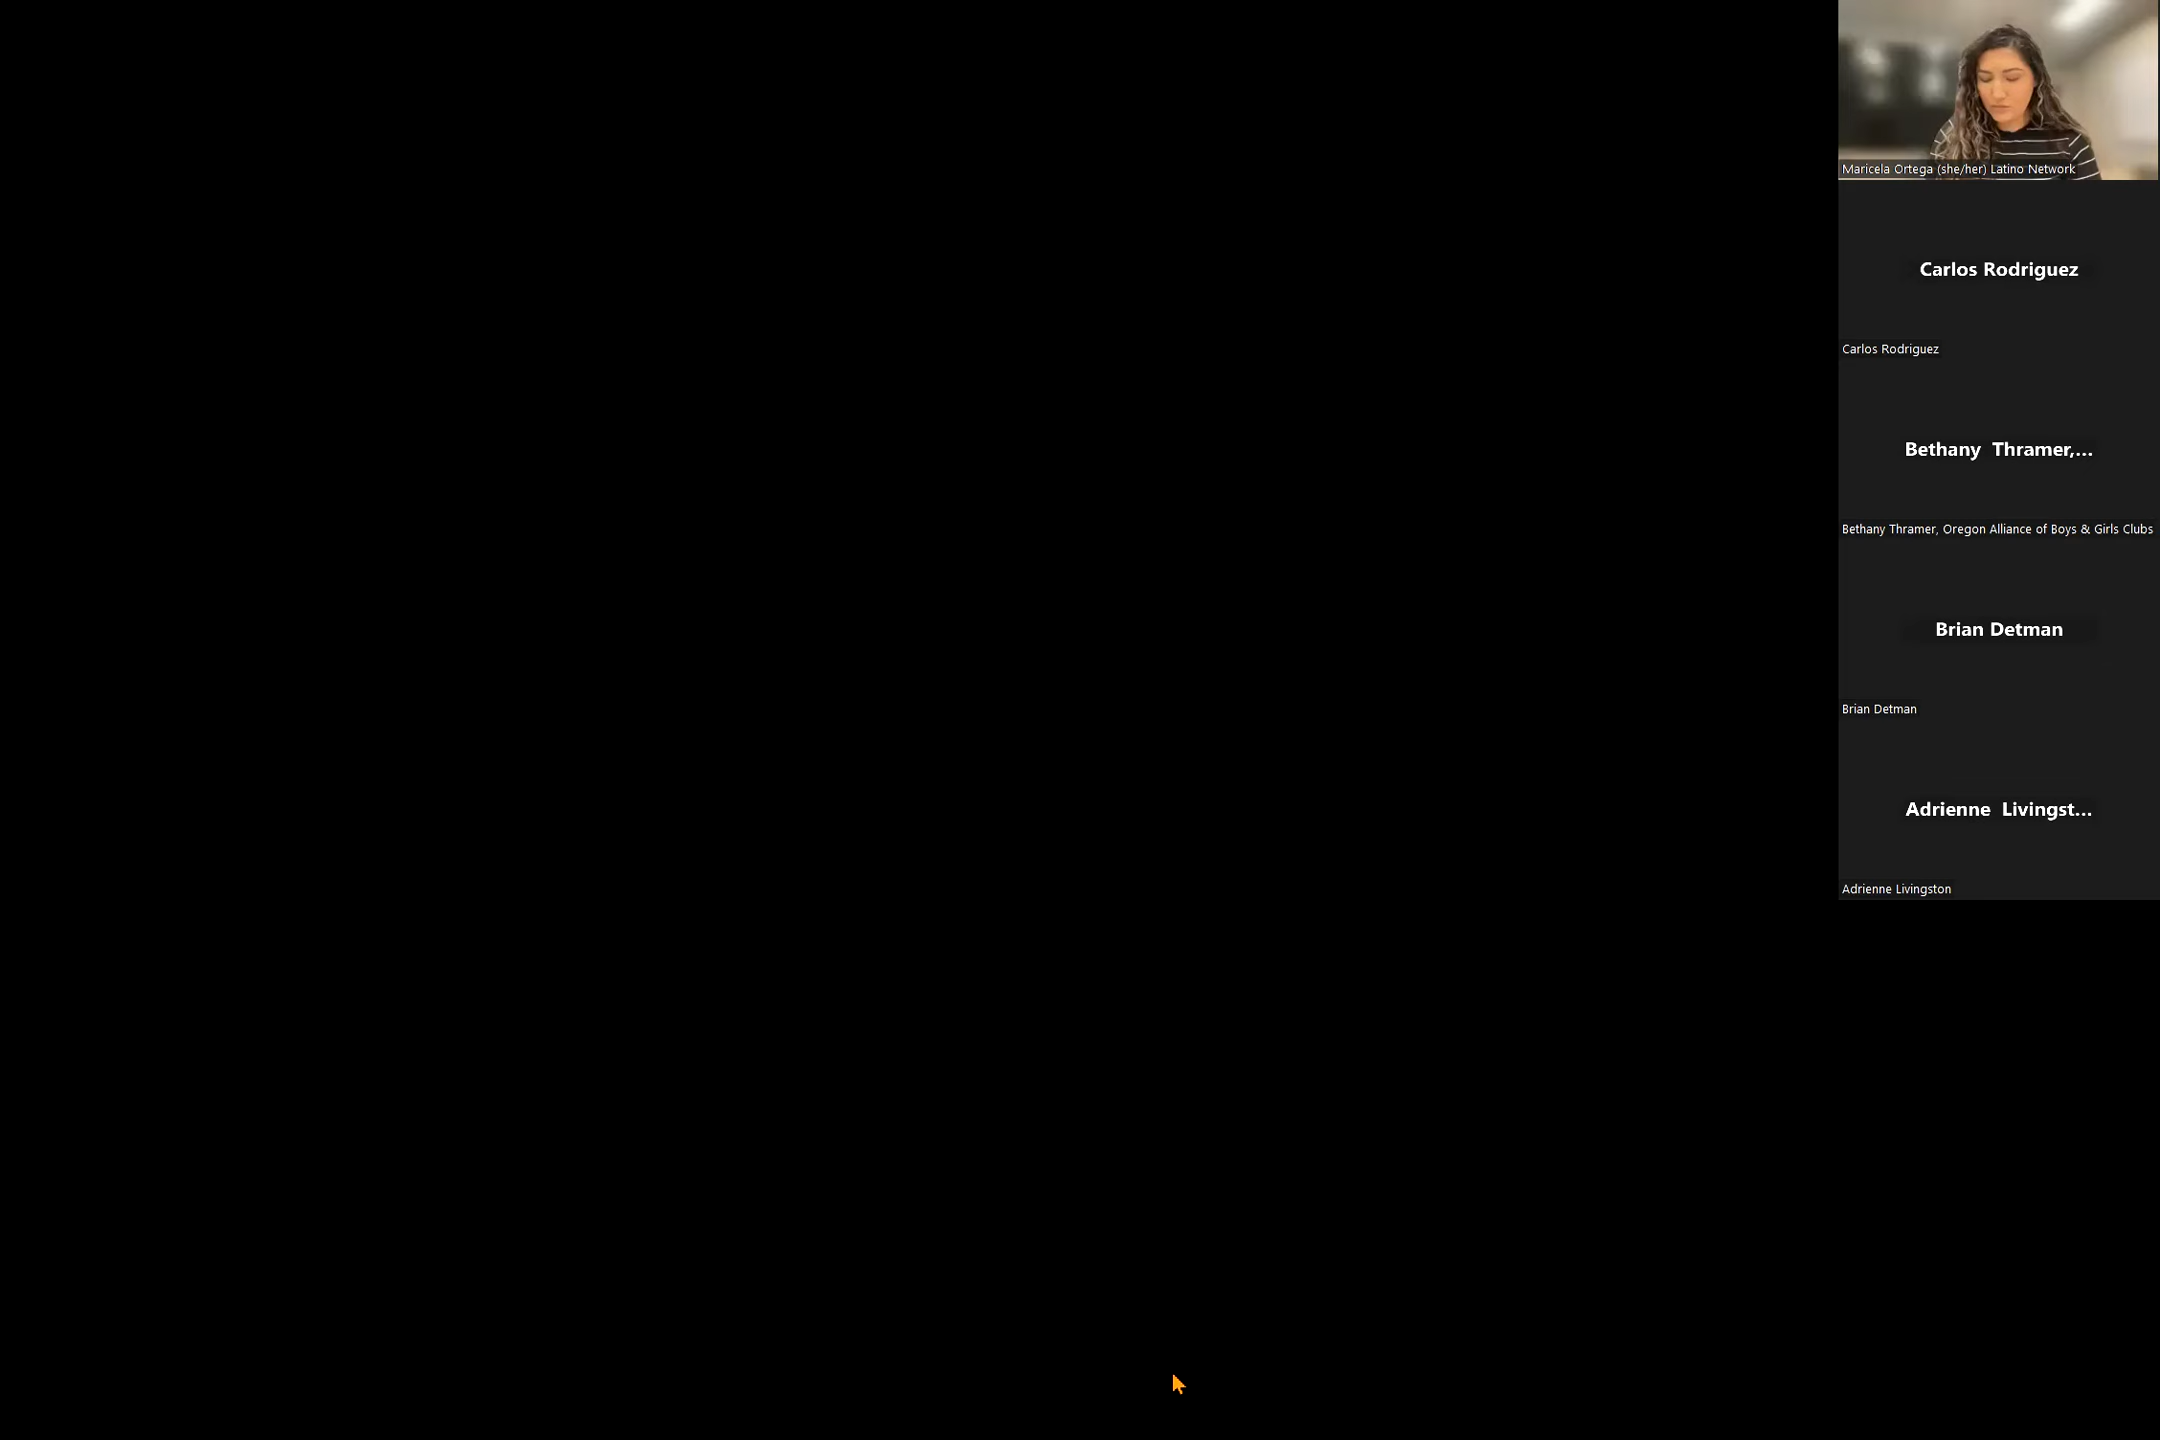 Maricela Ortega (she/her) Latino Network
Carlos Rodriguez
Carlos Rodriguez
Bethany Thramer,...
Bethany Thramer, Oregon Alliance of Boys & Girls Clubs
Brian Detman
Brian Detman
Adrienne Livingst...
Adrienne Livingston